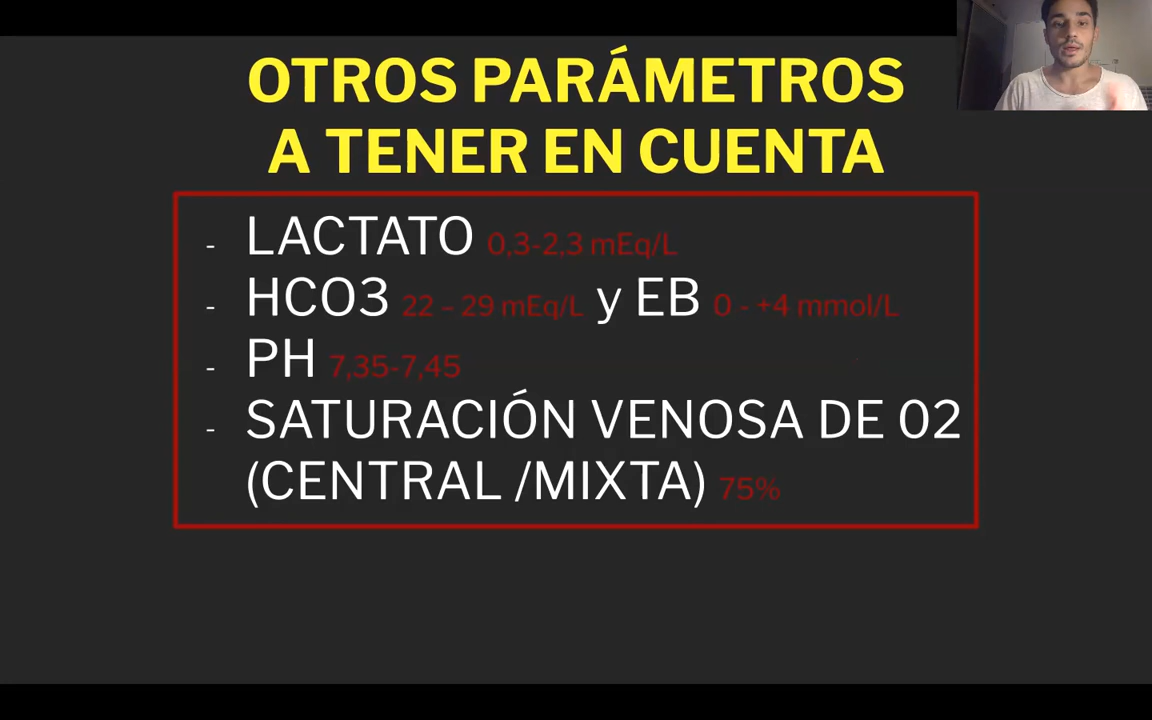 OTROS PARÁMETROS
A TENER EN CUENTA
- LACTATO 0,3-2,3 mEq/L
- HCO3 22 – 29 mEq/L y EB 0 - +4 mmol/L
- PH 7,35-7,45
- SATURACIÓN VENOSA DE 02
(CENTRAL /MIXTA) 75%